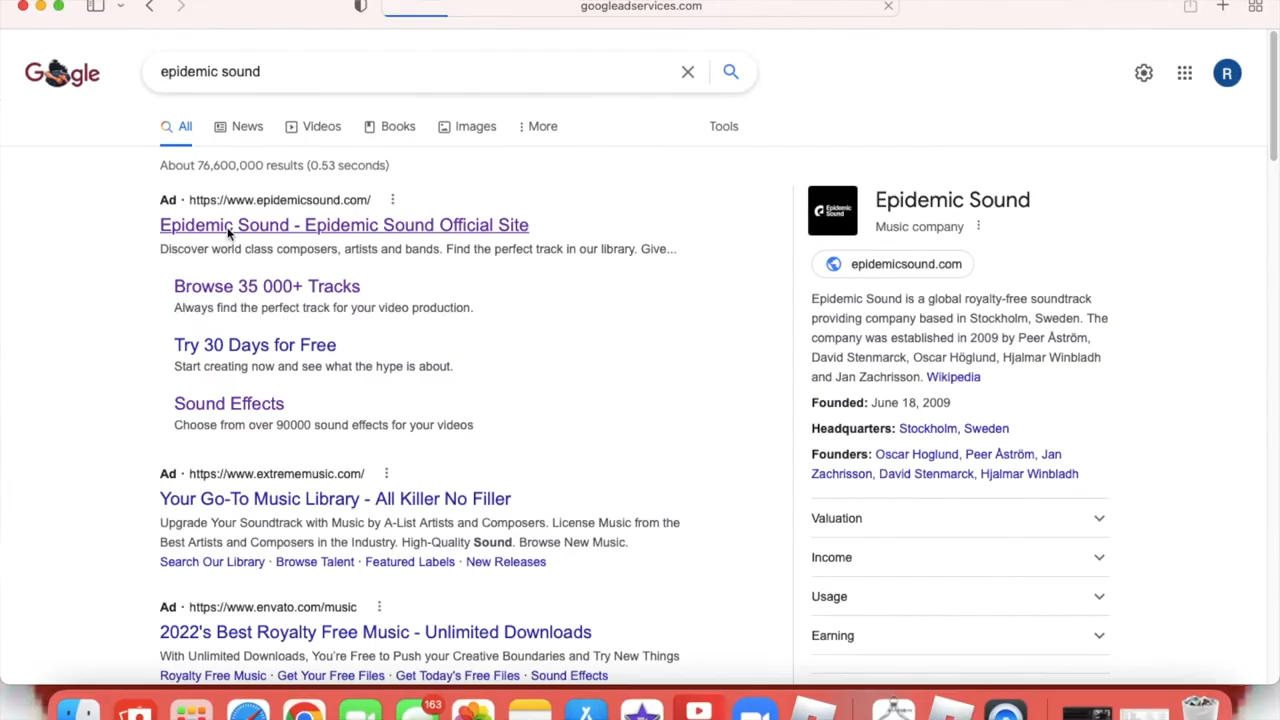 googleadservices.com
Google
epidemic sound
R
All
News
Videos
Books
Images
More
Tools
About 76,600,000 results (0.53 seconds)
Ad · https://www.epidemicsound.com/
Epidemic Sound - Epidemic Sound Official Site
Discover world class composers, artists and bands. Find the perfect track in our library. Give...
Browse 35 000+ Tracks
Always find the perfect track for your video production.
Try 30 Days for Free
Start creating now and see what the hype is about.
Sound Effects
Choose from over 90000 sound effects for your videos
Ad · https://www.extrememusic.com/
Your Go-To Music Library - All Killer No Filler
Upgrade Your Soundtrack with Music by A-List Artists and Composers. License Music from the
Best Artists and Composers in the Industry. High-Quality Sound. Browse New Music.
Search Our Library · Browse Talent · Featured Labels · New Releases
Ad · https://www.envato.com/music
2022's Best Royalty Free Music - Unlimited Downloads
With Unlimited Downloads, You're Free to Push your Creative Boundaries and Try New Things
Royalty Free Music · Get Your Free Files · Get Today's Free Files · Sound Effects
Epidemic
Sound
Epidemic Sound
Music company
epidemicsound.com
Epidemic Sound is a global royalty-free soundtrack
providing company based in Stockholm, Sweden. The
company was established in 2009 by Peer Åström,
David Stenmarck, Oscar Höglund, Hjalmar Winbladh
and Jan Zachrisson. Wikipedia
Founded: June 18, 2009
Headquarters: Stockholm, Sweden
Founders: Oscar Hoglund, Peer Åström, Jan
Zachrisson, David Stenmarck, Hjalmar Winbladh
Valuation
Income
Usage
Earning
163